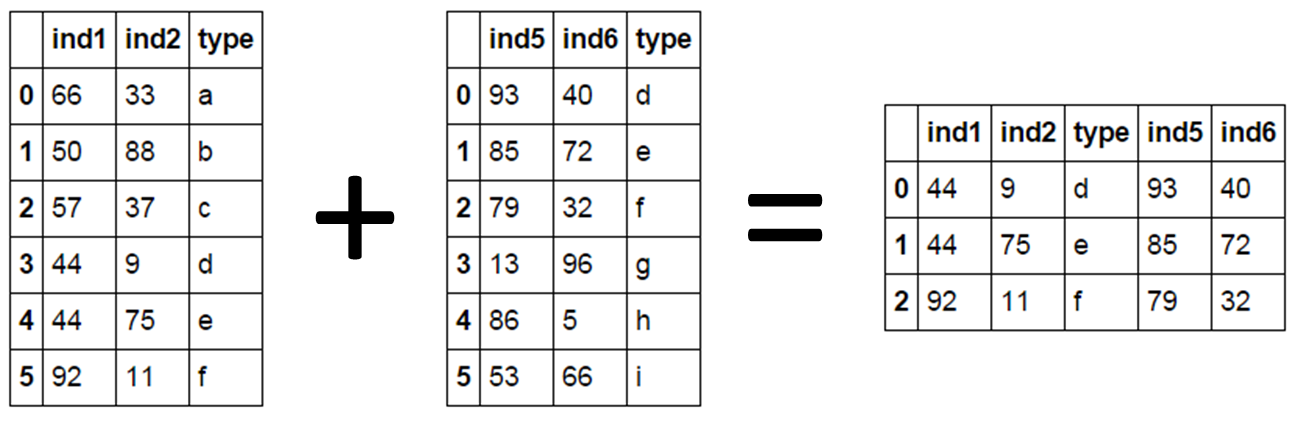 ind1 ind2 type
0 66 33 a
1 50 88 b
2 57 37 c
3 44 9 d
4 44 75 e
5 92 11 f
+
ind5 ind6 type
0 93 40 d
1 85 72 e
2 79 32 f
3 13 96 g
4 86 5 h
5 53 66 i
=
ind1 ind2 type ind5 ind6
0 44 9 d 93 40
1 44 75 e 85 72
2 92 11 f 79 32